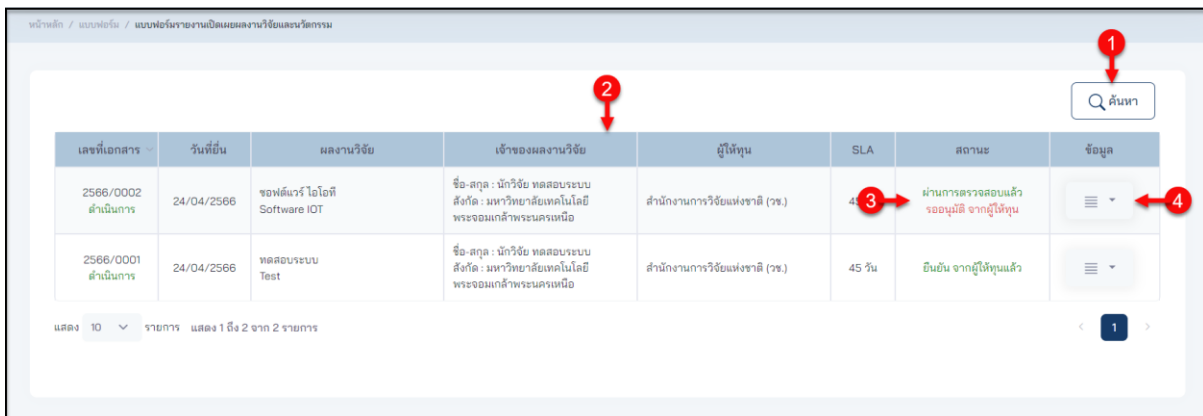 หน้าหลัก / แบบฟอร์ม / แบบฟอร์มรายงานเปิดเผยผลงานวิจัยและนวัตกรรม
1
2
ค้นหา
เลขที่เอกสาร วันที่ยื่น ผลงานวิจัย เจ้าของผลงานวิจัย ผู้ให้ทุน SLA สถานะ ข้อมูล
2566/0002
ดำเนินการ
24/04/2566
ซอฟต์แวร์ ไอโอที
Software IOT
ชื่อ-สกุล : นักวิจัย ทดสอบระบบ
สังกัด : มหาวิทยาลัยเทคโนโลยี
พระจอมเกล้าพระนครเหนือ
สำนักงานการวิจัยแห่งชาติ (วช.)
3
ผ่านการตรวจสอบแล้ว
รออนุมัติ จากผู้ให้ทุน
4
2566/0001
ดำเนินการ
24/04/2566
ทดสอบระบบ
Test
ชื่อ-สกุล : นักวิจัย ทดสอบระบบ
สังกัด : มหาวิทยาลัยเทคโนโลยี
พระจอมเกล้าพระนครเหนือ
สำนักงานการวิจัยแห่งชาติ (วช.)
45 วัน
ยืนยัน จากผู้ให้ทุนแล้ว
แสดง 10 รายการ แสดง 1 ถึง 2 จาก 2 รายการ
1